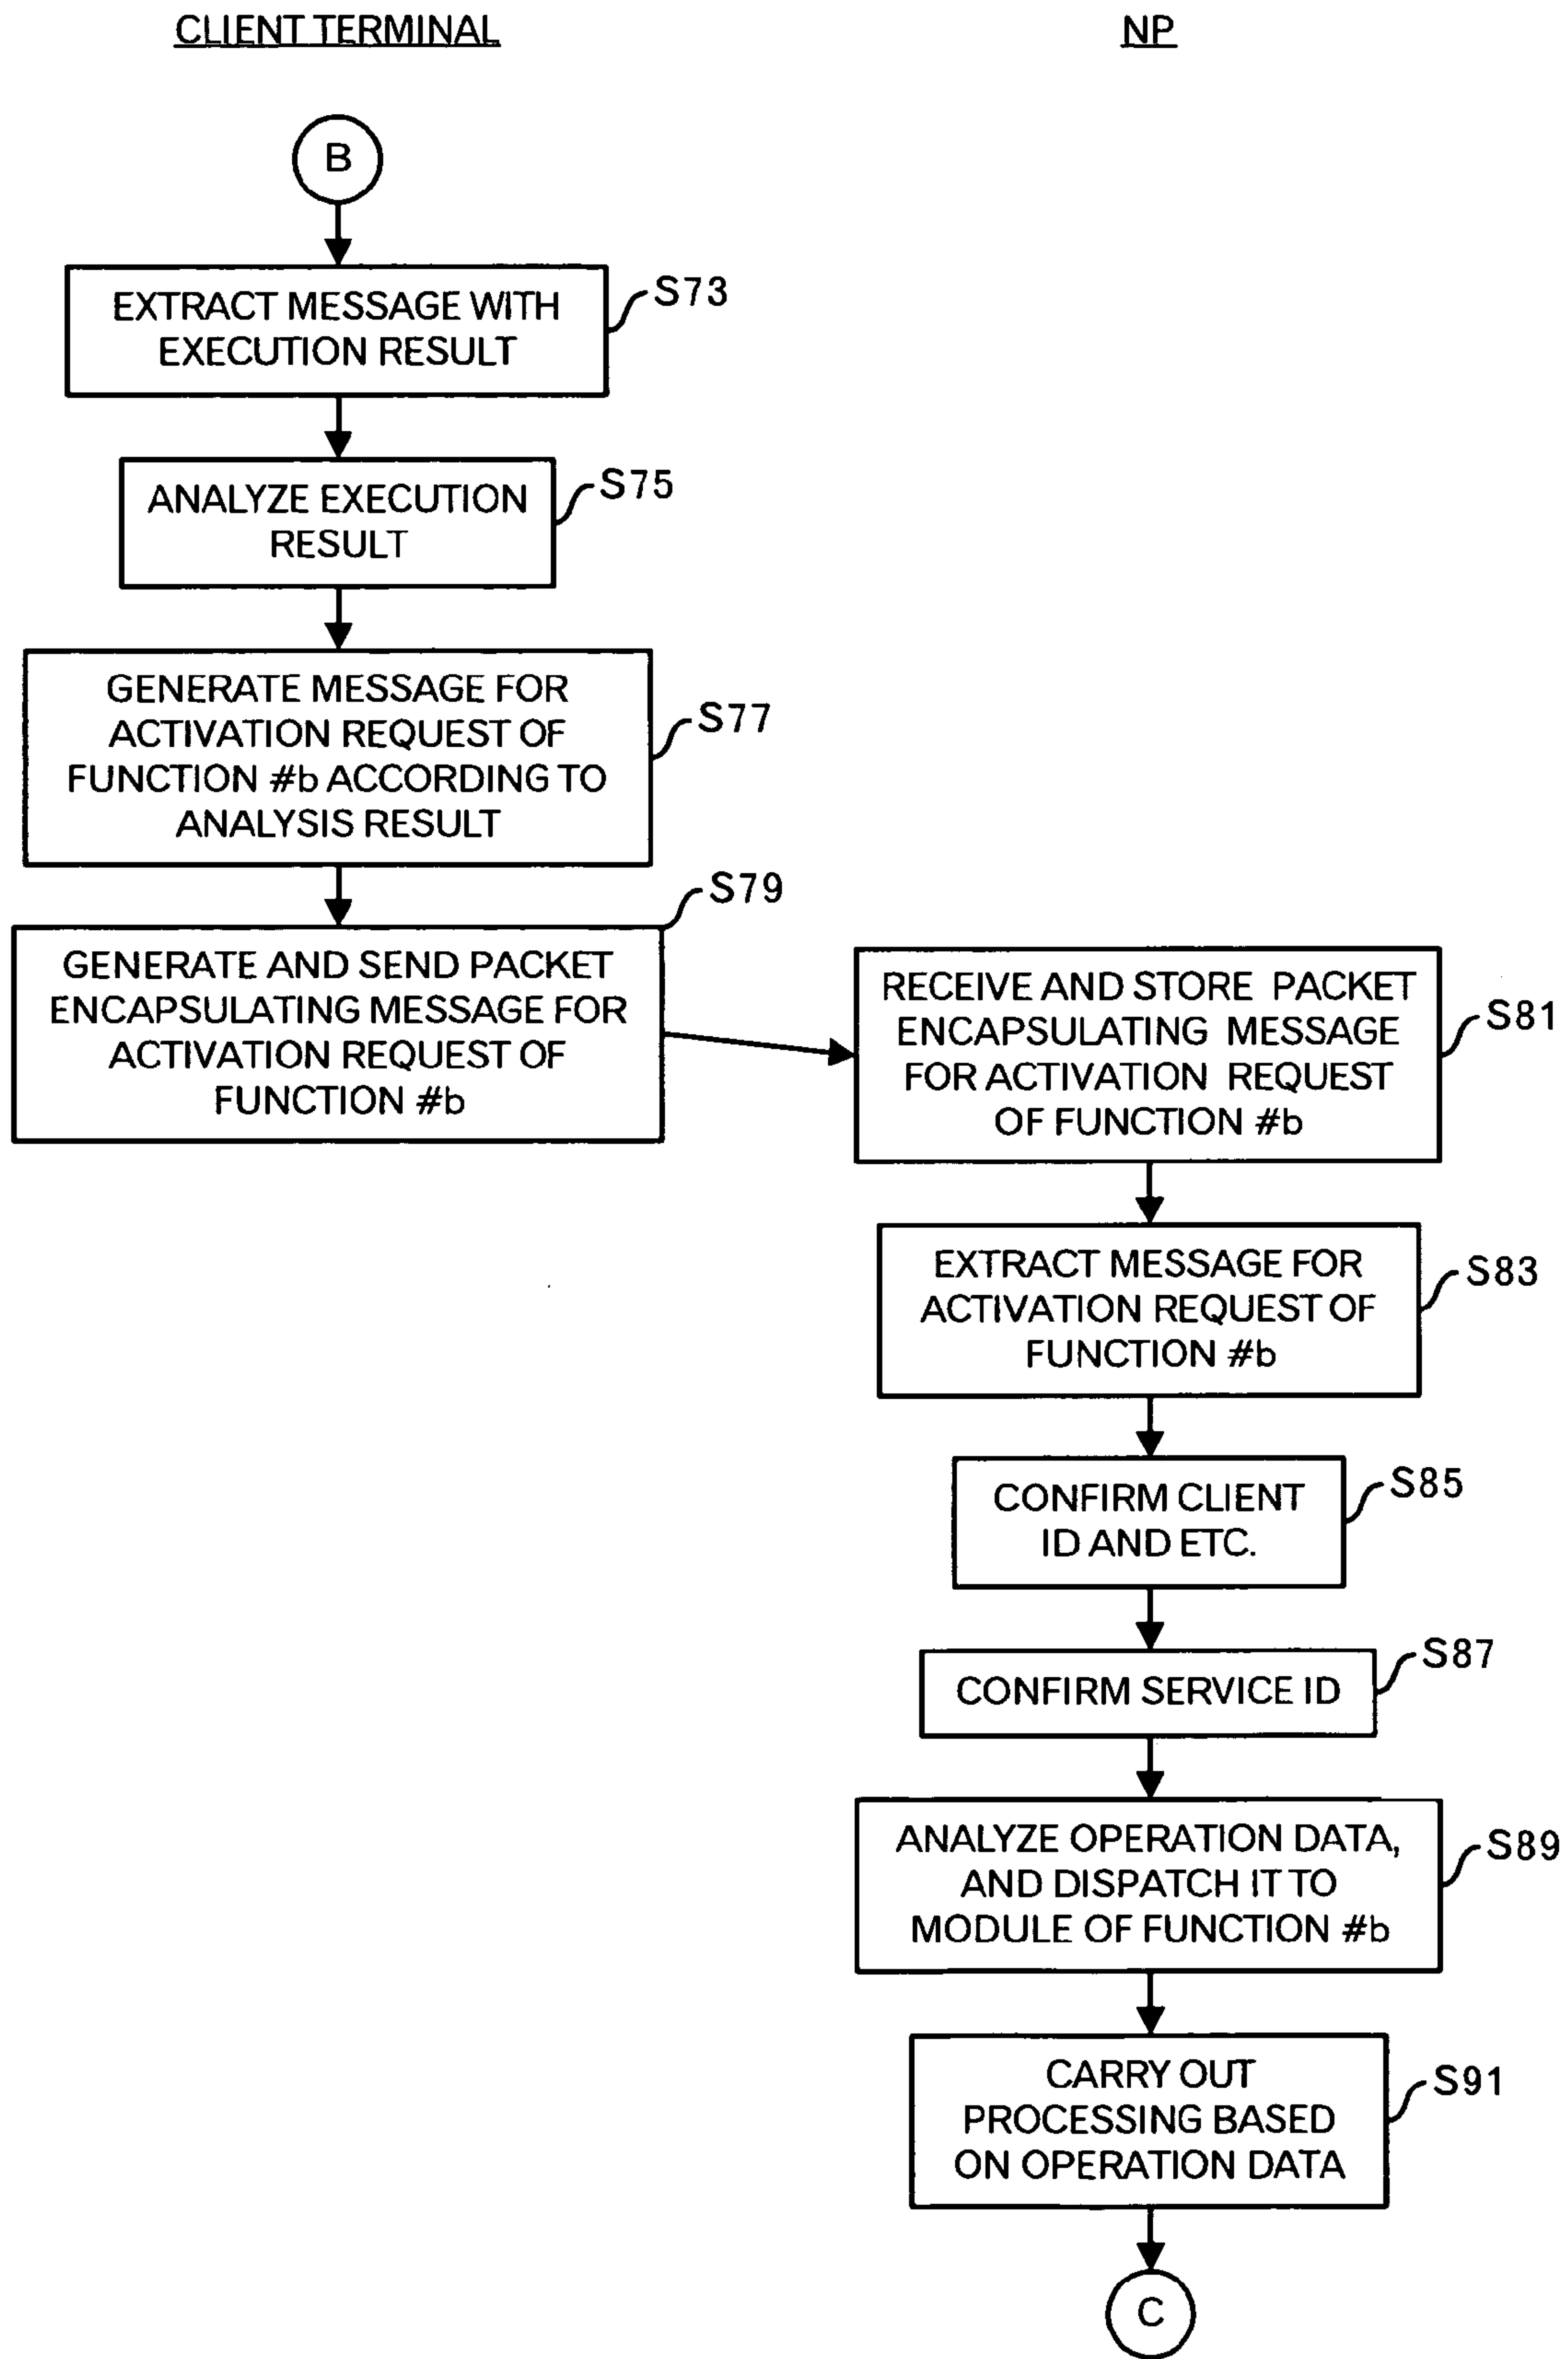 CLIENT TERMINAL
NP
B
EXTRACT MESSAGE WITH
EXECUTION RESULT
S73
ANALYZE EXECUTION
RESULT
S75
GENERATE MESSAGE FOR
ACTIVATION REQUEST OF
FUNCTION #b ACCORDING TO
ANALYSIS RESULT
S77
GENERATE AND SEND PACKET
ENCAPSULATING MESSAGE FOR
ACTIVATION REQUEST OF
FUNCTION #b
S79
RECEIVE AND STORE PACKET
ENCAPSULATING MESSAGE
FOR ACTIVATION REQUEST
OF FUNCTION #b
S81
EXTRACT MESSAGE FOR
ACTIVATION REQUEST OF
FUNCTION #b
S83
CONFIRM CLIENT
ID AND ETC.
S85
CONFIRM SERVICE ID
S87
ANALYZE OPERATION DATA,
AND DISPATCH IT TO
MODULE OF FUNCTION #b
S89
CARRY OUT
PROCESSING BASED
ON OPERATION DATA
S91
C